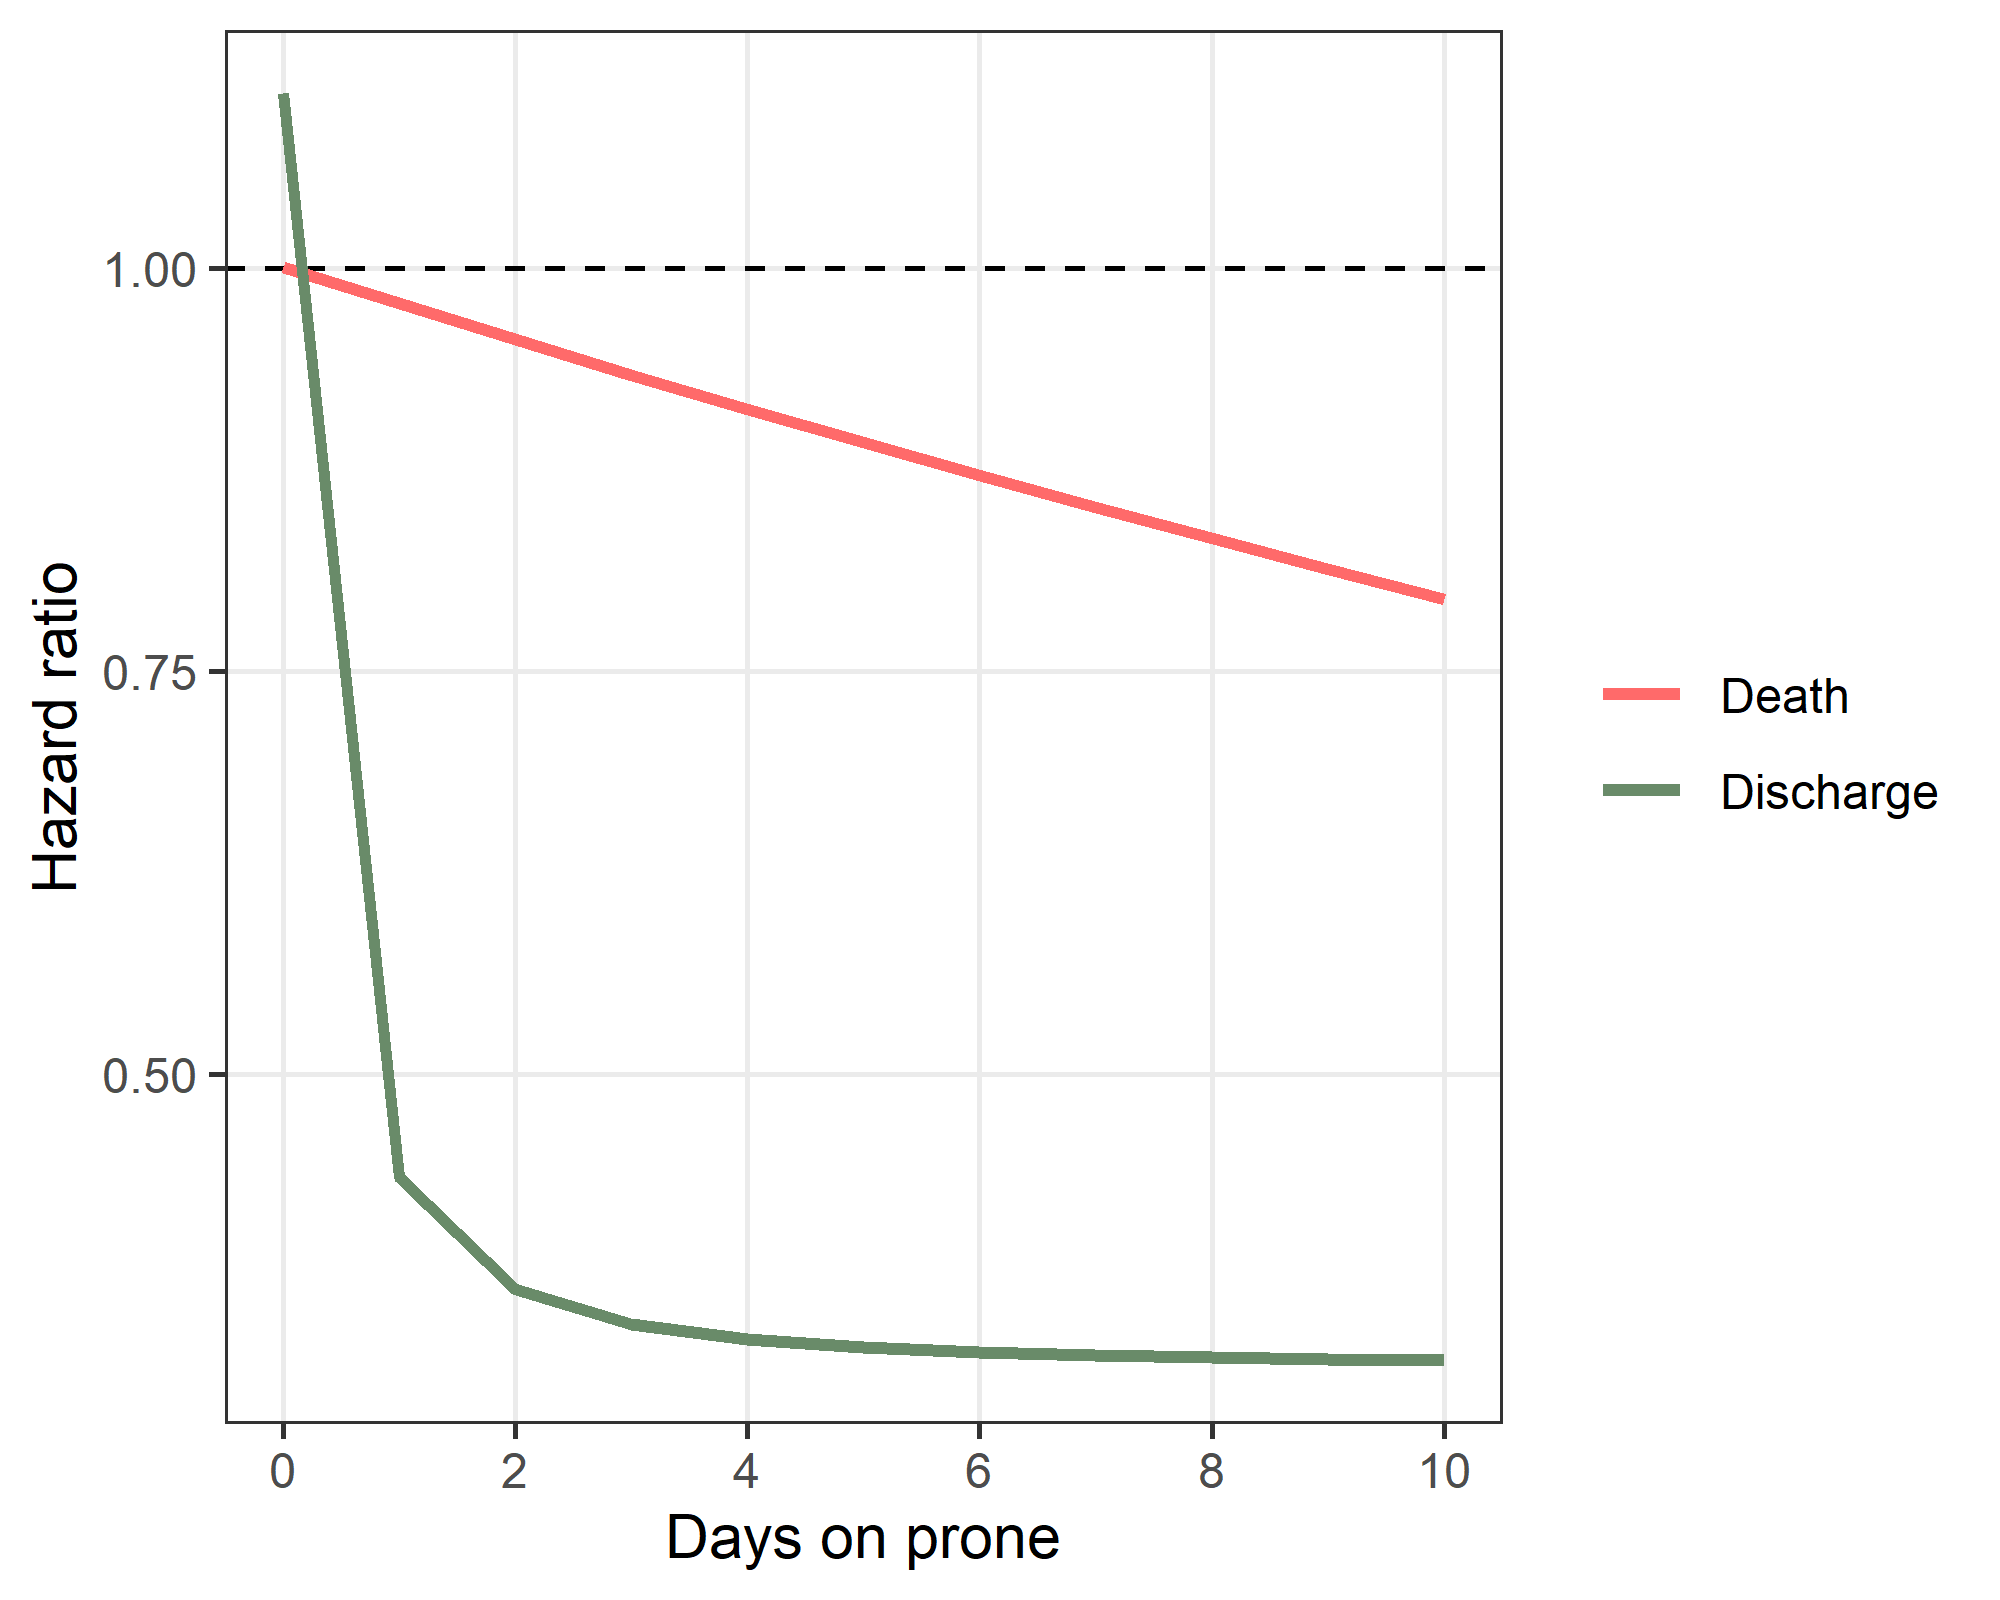 Hazard ratio
1.00
0.75
0.50
0 2 4 6 8 10
Days on prone
Death
Discharge